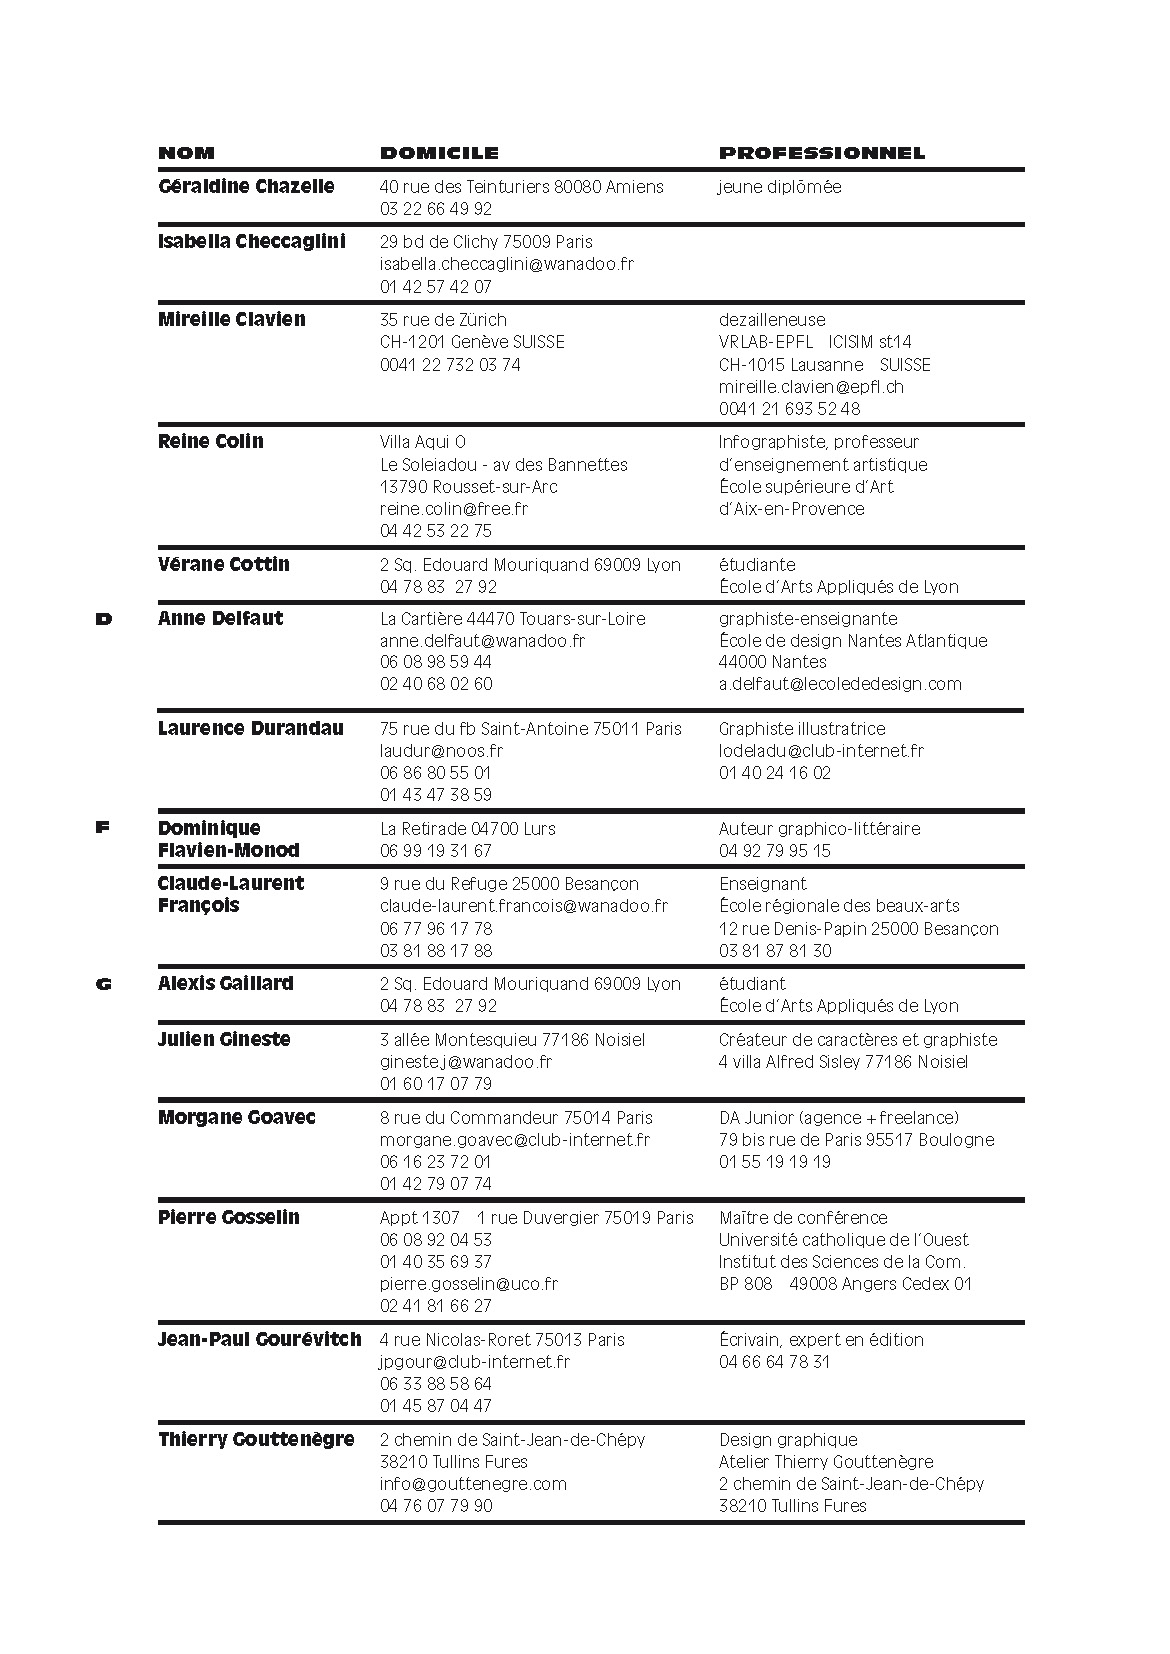 NOM DOMICILE PROFESSIONNEL
Géraldine Chazelle 40 rue des Teinturiers 80080 Amiens jeune diplômée
03 22 66 49 92
Isabella Checcaglini 29 bd de Clichy 75009 Paris
isabella.checcaglini@wanadoo.fr
01 42 57 42 07
Mireille Clavien 35 rue de Zürich dezailleneuse
CH-1201 Genève SUISSE VRLAB-EPFL ICISIM st14
0041 22 732 03 74 CH-1015 Lausanne SUISSE
mireille.clavien@epfl.ch
0041 21 693 52 48
Reine Colin Villa Aqui O Infographiste, professeur
Le Soleiadou - av des Bannettes d'enseignement artistique
13790 Rousset-sur-Arc École supérieure d'Art
reine.colin@free.fr d'Aix-en-Provence
04 42 53 22 75
Vérane Cottin 2 Sq. Edouard Mouriquand 69009 Lyon étudiante
04 78 83 27 92 École d'Arts Appliqués de Lyon
D Anne Delfaut La Cartière 44470 Touars-sur-Loire graphiste-enseignante
anne.delfaut@wanadoo.fr École de design Nantes Atlantique
06 08 98 59 44 44000 Nantes
02 40 68 02 60 a.delfaut@lecolededesign.com
Laurence Durandau 75 rue du fb Saint-Antoine 75011 Paris Graphiste illustratrice
laudur@noos.fr lodeladu@club-internet.fr
06 86 80 55 01 01 40 24 16 02
01 43 47 38 59
F Dominique La Retirade 04700 Lurs Auteur graphico-littéraire
Flavien-Monod 06 99 19 31 67 04 92 79 95 15
Claude-Laurent 9 rue du Refuge 25000 Besançon Enseignant
François claude-laurent.francois@wanadoo.fr École régionale des beaux-arts
06 77 96 17 78 12 rue Denis-Papin 25000 Besançon
03 81 88 17 88 03 81 87 81 30
G Alexis Gaillard 2 Sq. Edouard Mouriquand 69009 Lyon étudiant
04 78 83 27 92 École d'Arts Appliqués de Lyon
Julien Gineste 3 allée Montesquieu 77186 Noisiel Créateur de caractères et graphiste
gineste.j@wanadoo.fr 4 villa Alfred Sisley 77186 Noisiel
01 60 17 07 79
Morgane Goavec 8 rue du Commandeur 75014 Paris DA Junior (agence + freelance)
morgane.goavec@club-internet.fr 79 bis rue de Paris 95517 Boulogne
06 16 23 72 01 01 55 19 19 19
01 42 79 07 74
Pierre Gosselin Appt 1307 1 rue Duvergier 75019 Paris Maître de conférence
06 08 92 04 53 Université catholique de l'Ouest
01 40 35 69 37 Institut des Sciences de la Com.
pierre.gosselin@uco.fr BP 808 49008 Angers Cedex 01
02 41 81 66 27
Jean-Paul Gourévitch 4 rue Nicolas-Roret 75013 Paris Écrivain, expert en édition
jpgour@club-internet.fr 04 66 64 78 31
06 33 88 58 64
01 45 87 04 47
Thierry Gouttenègre 2 chemin de Saint-Jean-de-Chépy Design graphique
38210 Tullins Fures Atelier Thierry Gouttenègre
info@gouttenegre.com 2 chemin de Saint-Jean-de-Chépy
04 76 07 79 90 38210 Tullins Fures